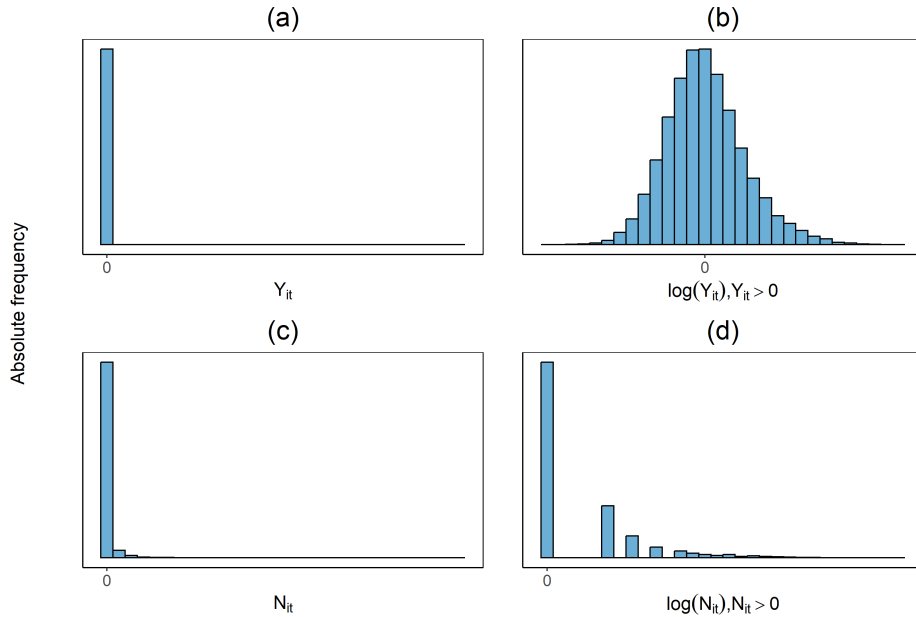 (a)
(b)
0
0
Y_it
log(Y_it), Y_it > 0
Absolute frequency
(c)
(d)
0
0
N_it
log(N_it), N_it > 0